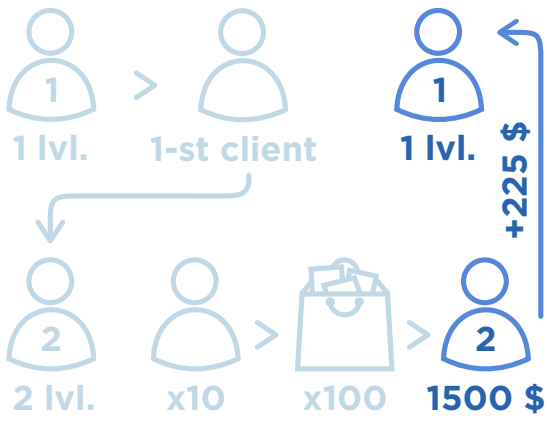 1
1
1 lvl.
1-st client
1 lvl.
+225 $
2
2
2 lvl.
x10
x100
1500 $